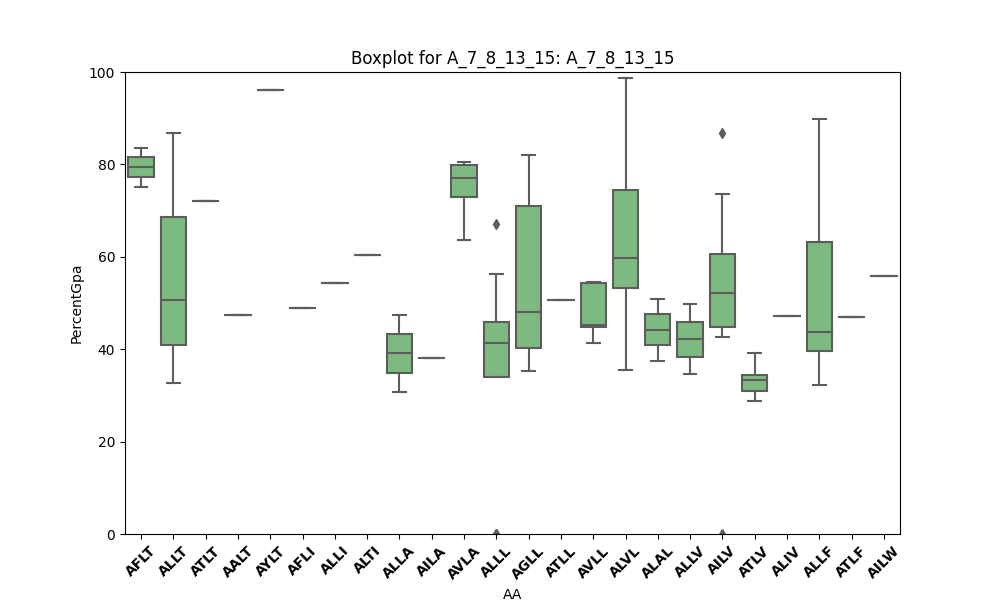 Boxplot for A_7_8_13_15: A_7_8_13_15
100
80
60
40
20
0
PercentGpa
AFLT ALLT ATLT AALT AYLT AFLI ALLI ALTI ALLA AILA AVLA ALLL AGLL ATLL AVLL ALVL ALAL ALLV AILV ATLV ALIV ALLF ATLF AILW
AA